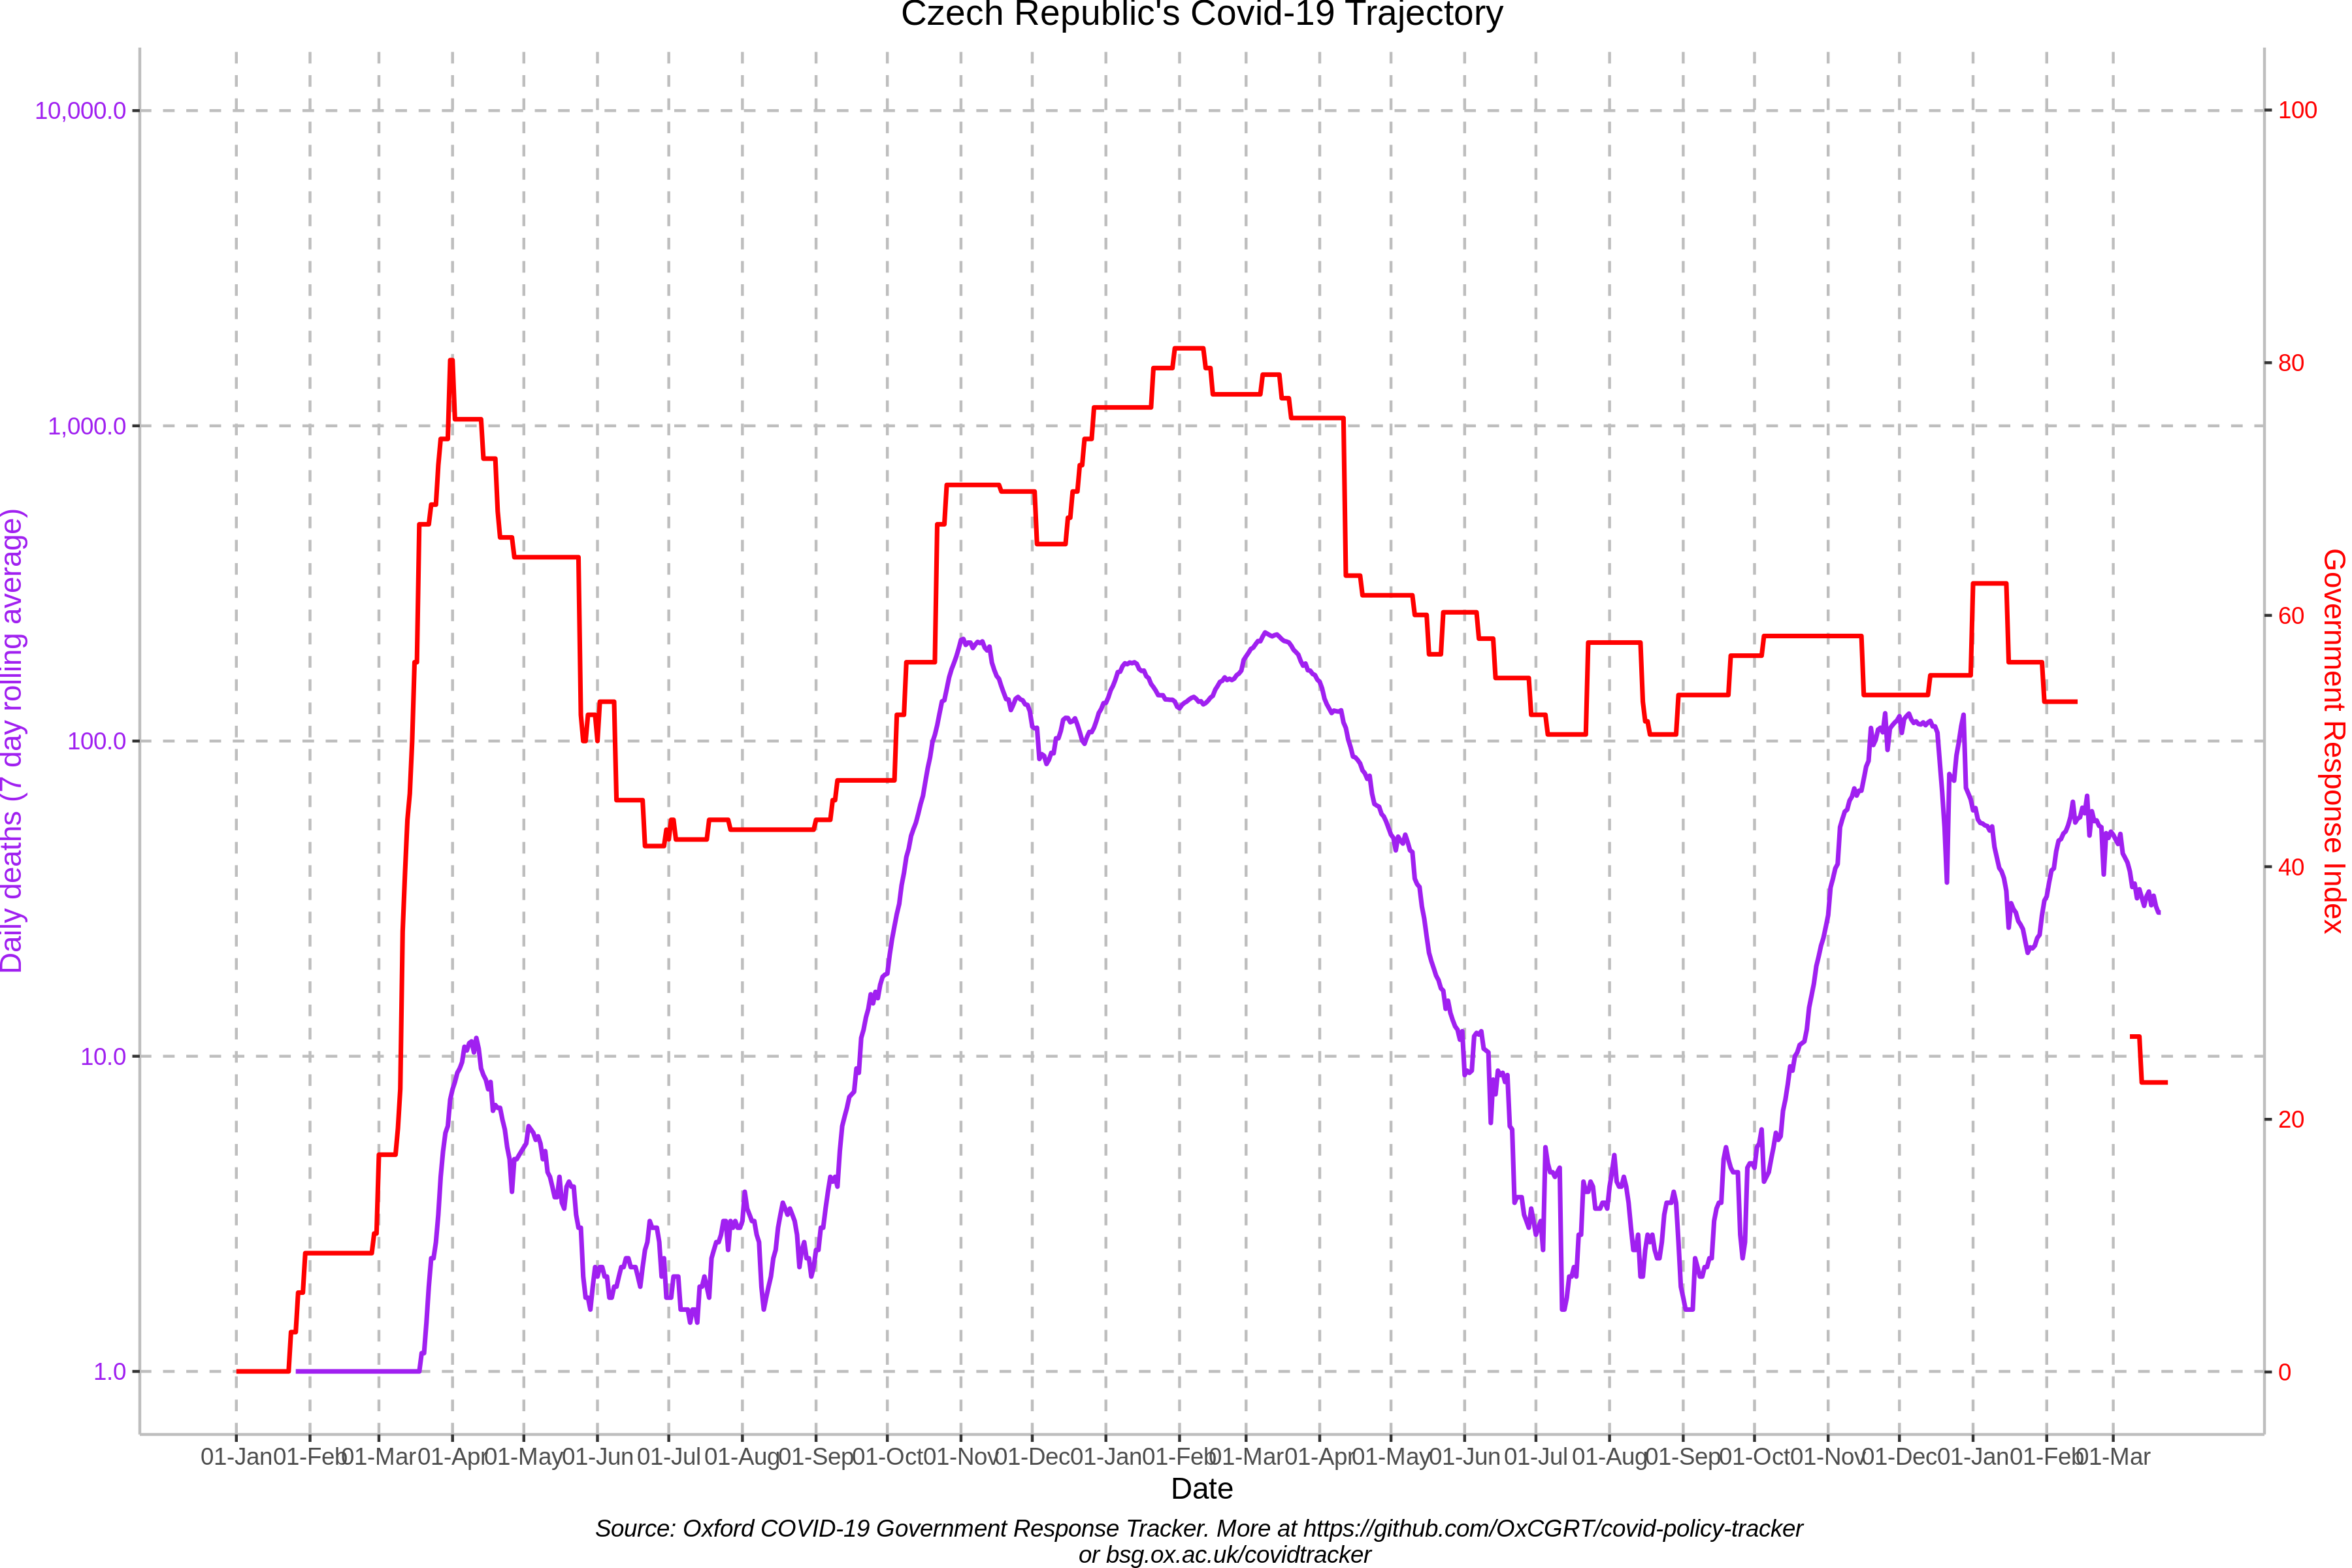 Czech Republic's Covid-19 Trajectory
10,000.0
1,000.0
100.0
10.0
1.0
Daily deaths (7 day rolling average)
100
80
60
40
20
0
Government Response Index
01-Jan 01-Feb 01-Mar 01-Apr 01-May 01-Jun 01-Jul 01-Aug 01-Sep 01-Oct 01-Nov 01-Dec 01-Jan 01-Feb 01-Mar 01-Apr 01-May 01-Jun 01-Jul 01-Aug 01-Sep 01-Oct 01-Nov 01-Dec 01-Jan 01-Feb 01-Mar
Date
Source: Oxford COVID-19 Government Response Tracker. More at https://github.com/OxCGRT/covid-policy-tracker
or bsg.ox.ac.uk/covidtracker